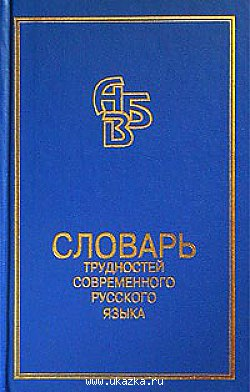 АБВ
СЛОВАРЬ
ТРУДНОСТЕЙ
СОВРЕМЕННОГО
РУССКОГО
ЯЗЫКА
www.ukazka.ru